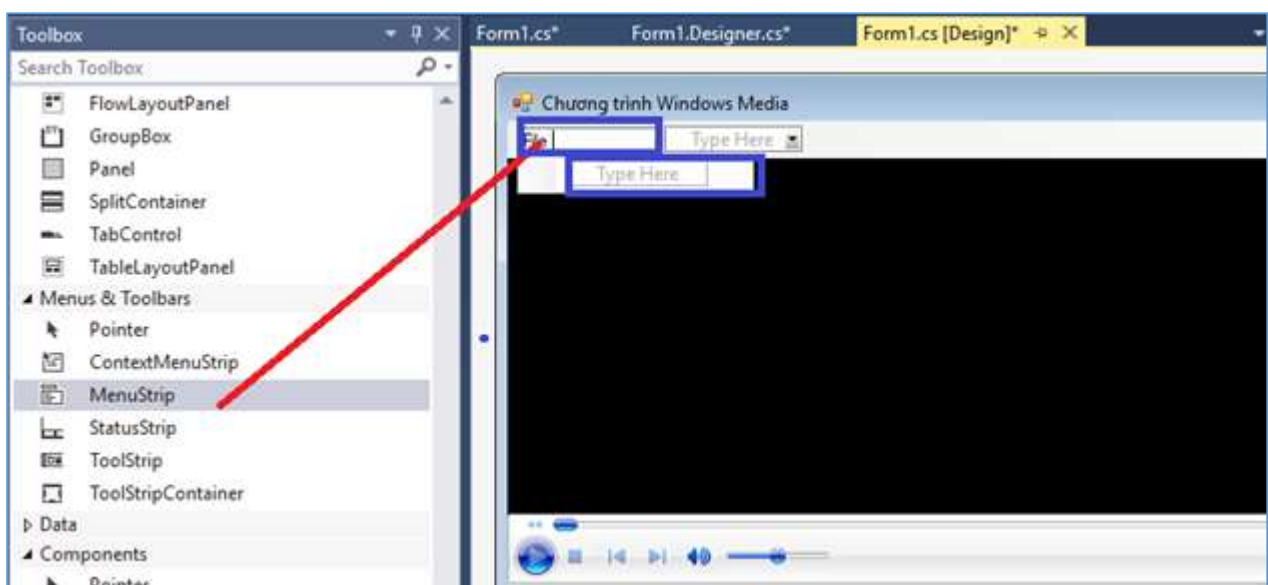 Toolbox
Search Toolbox
FlowLayoutPanel
GroupBox
Panel
SplitContainer
TabControl
TableLayoutPanel
Menus & Toolbars
Pointer
ContextMenuStrip
MenuStrip
StatusStrip
ToolStrip
ToolStripContainer
Data
Components
Pointer
Form1.cs* Form1.Designer.cs* Form1.cs [Design]*
Chương trình Windows Media
File Type Here
Type Here